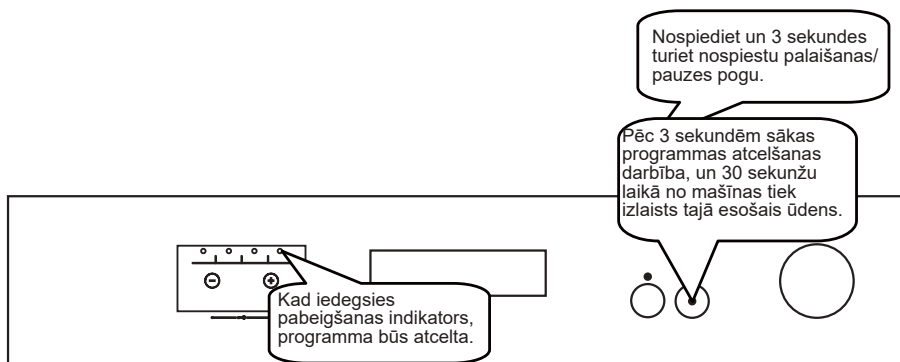 Nospiediet un 3 sekundes
turiet nospiestu palaišanas/
pauzes pogu.
Pēc 3 sekundēm sākas
programmas atcelšanas
darbība, un 30 sekunžu
laikā no mašīnas tiek
izlaists tajā esošais ūdens.
Kad iedegsies
pabeigšanas indikators,
programma būs atcelta.